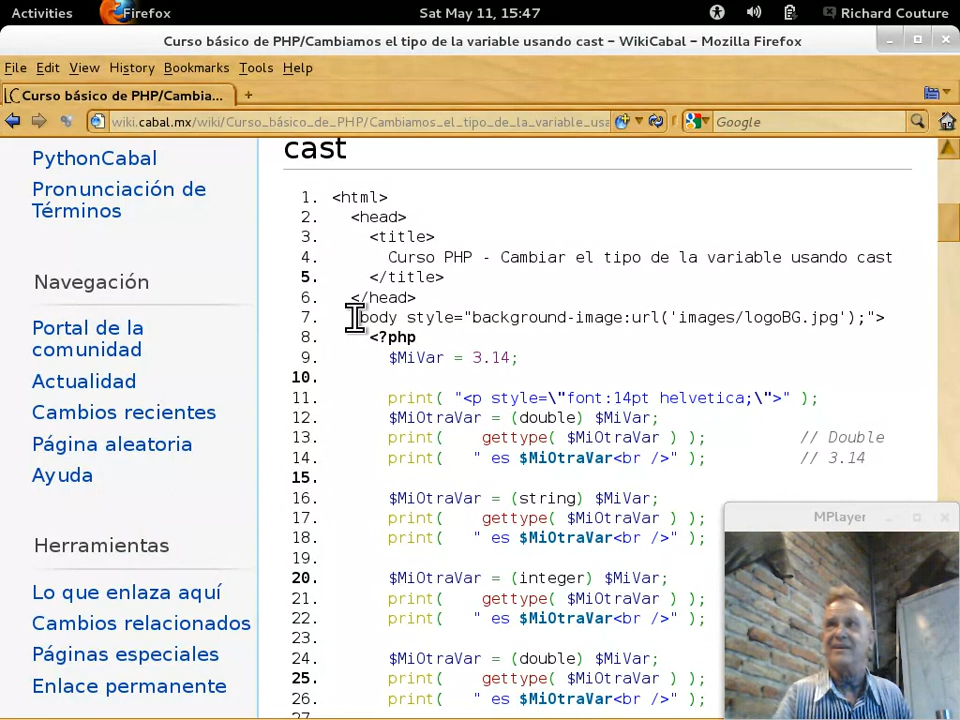 Activities Firefox Sat May 11, 15:47 Richard Couture
Curso básico de PHP/Cambiamos el tipo de la variable usando cast – WikiCabal – Mozilla Firefox
File Edit View History Bookmarks Tools Help
Curso básico de PHP/Cambia... +
wiki.cabal.mx/wiki/Curso_básico_de_PHP/Cambiamos_el_tipo_de_la_variable_usa Google
PythonCabal
Pronunciación de
Términos
Navegación
Portal de la
comunidad
Actualidad
Cambios recientes
Página aleatoria
Ayuda
Herramientas
Lo que enlaza aquí
Cambios relacionados
Páginas especiales
Enlace permanente
cast
1. <html>
2. <head>
3. <title>
4. Curso PHP - Cambiar el tipo de la variable usando cast
5. </title>
6. </head>
7. <body style="background-image:url('images/logoBG.jpg');">
8. <?php
9. $MiVar = 3.14;
10.
11. print( "<p style=\"font:14pt helvetica;\">" );
12. $MiOtraVar = (double) $MiVar;
13. print( gettype( $MiOtraVar ) ); // Double
14. print( " es $MiOtraVar<br />" ); // 3.14
15.
16. $MiOtraVar = (string) $MiVar;
17. print( gettype( $MiOtraVar ) );
18. print( " es $MiOtraVar<br />" );
19.
20. $MiOtraVar = (integer) $MiVar;
21. print( gettype( $MiOtraVar ) );
22. print( " es $MiOtraVar<br />" );
23.
24. $MiOtraVar = (double) $MiVar;
25. print( gettype( $MiOtraVar ) );
26. print( " es $MiOtraVar<br />" );
27.
MPlayer